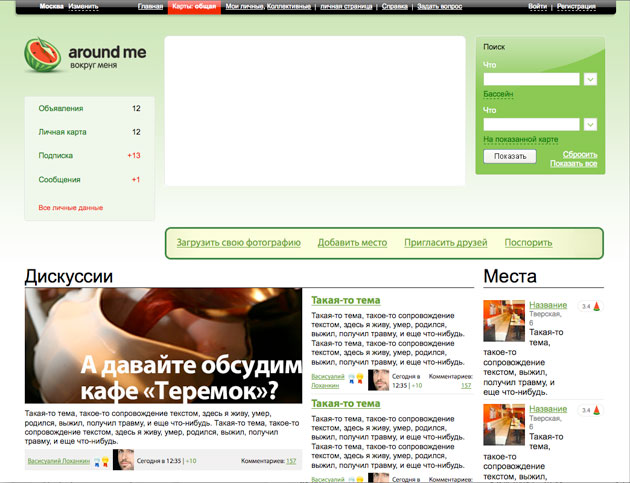 Москва Изменить Главная Карты: общая Мои личные, Коллективные | личная страница | Справка | Задать вопрос Войти | Регистрация
around me
вокруг меня
Объявления 12
Личная карта 12
Подписка +13
Сообщения +1
Все личные данные
Поиск
Что
Бассейн
Что
На показанной карте
Показать
Сбросить
Показать все
Загрузить свою фотографию Добавить место Пригласить друзей Поспорить
Дискуссии
А давайте обсудим
кафе «Теремок»?
Такая-то тема, такое-то сопровождение текстом, здесь я живу, умер,
родился, выжил, получил травму, и еще что-нибудь. Такая-то
тема, такое-то сопровождение текстом, родился, выжил, получил
травму, и еще что-нибудь.
Васисуалий Лоханкин Сегодня в 12:35 | +10 Комментариев: 157
Такая-то тема
Такая-то тема, такое-то сопровождение
текстом, здесь я живу, умер, родился,
выжил, получил травму, и еще что-нибудь.
Такая-то тема, такое-то сопровождение
текстом, здесь я живу, умер, родился,
выжил, получил травму, и еще что-нибудь.
Васисуалий
Лоханкин
Сегодня в
12:35 | +10
Комментариев:
157
Такая-то тема
Такая-то тема, такое-то сопровождение
текстом, здесь я живу, умер, родился,
выжил, получил травму, и еще что-нибудь.
Такая-то тема, такое-то сопровождение
текстом, здесь я живу, умер, родился,
выжил, получил травму, и еще что-нибудь.
Васисуалий
Сегодня в
Комментариев:
Места
Название 3.4
Тверская,
6
Такая-то
тема,
такое-то
сопровождение
текстом, выжил,
получил травму, и
еще что-нибудь.
Название 3.4
Тверская,
6
Такая-то
тема,
такое-то
сопровождение